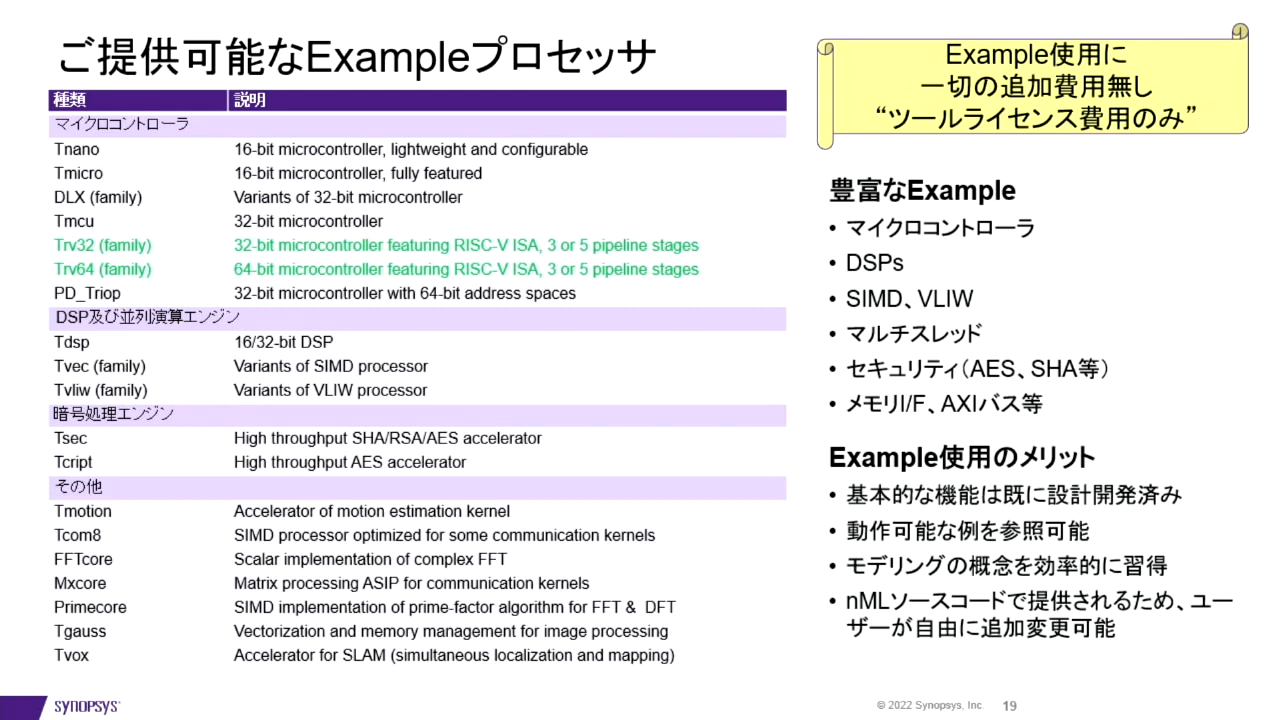 ご提供可能なExampleプロセッサ
Example使用に
一切の追加費用無し
“ツールライセンス費用のみ”
種類 説明
マイクロコントローラ
Tnano 16-bit microcontroller, lightweight and configurable
Tmicro 16-bit microcontroller, fully featured
DLX (family) Variants of 32-bit microcontroller
Tmcu 32-bit microcontroller
Trv32 (family) 32-bit microcontroller featuring RISC-V ISA, 3 or 5 pipeline stages
Trv64 (family) 64-bit microcontroller featuring RISC-V ISA, 3 or 5 pipeline stages
PD_Triop 32-bit microcontroller with 64-bit address spaces
DSP及び並列演算エンジン
Tdsp 16/32-bit DSP
Tvec (family) Variants of SIMD processor
Tvliw (family) Variants of VLIW processor
暗号処理エンジン
Tsec High throughput SHA/RSA/AES accelerator
Tcript High throughput AES accelerator
その他
Tmotion Accelerator of motion estimation kernel
Tcom8 SIMD processor optimized for some communication kernels
FFTcore Scalar implementation of complex FFT
Mxcore Matrix processing ASIP for communication kernels
Primecore SIMD implementation of prime-factor algorithm for FFT & DFT
Tgauss Vectorization and memory management for image processing
Tvox Accelerator for SLAM (simultaneous localization and mapping)
豊富なExample
• マイクロコントローラ
• DSPs
• SIMD、VLIW
• マルチスレッド
• セキュリティ（AES、SHA等）
• メモリI/F、AXIバス等
Example使用のメリット
• 基本的な機能は既に設計開発済み
• 動作可能な例を参照可能
• モデリングの概念を効率的に習得
• nMLソースコードで提供されるため、ユー
ザーが自由に追加変更可能
SYNOPSYS
© 2022 Synopsys, Inc. 19